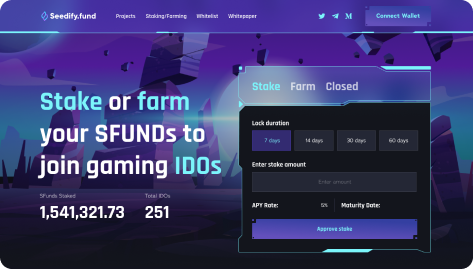 Seedify.fund
Projects
Staking/Farming
Whitelist
Whitepaper
Connect Wallet
Stake or farm
your SFUNDs to
join gaming IDOs
SFunds Staked
Total IDOs
1,541,321.73
251
Stake Farm Closed
Lock duration
7 days
14 days
30 days
60 days
Enter stake amount
Enter amount
APY Rate:
Maturity Date:
Approve stake